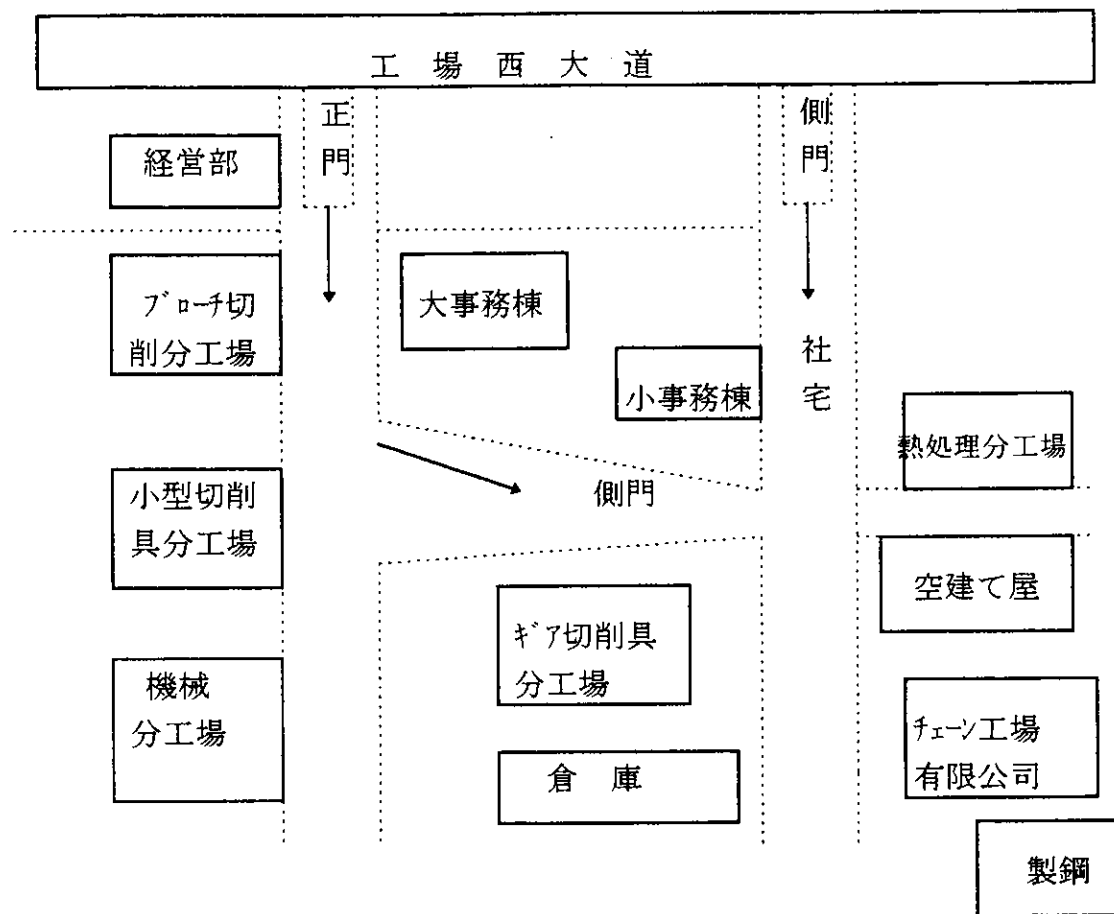 工場西大道
正門
側門
経営部
ブローチ切
削分工場
大事務棟
小事務棟
社宅
熱処理分工場
小型切削
具分工場
側門
空建て屋
ギア切削具
分工場
機械
分工場
チェーン工場
有限公司
倉庫
製鋼